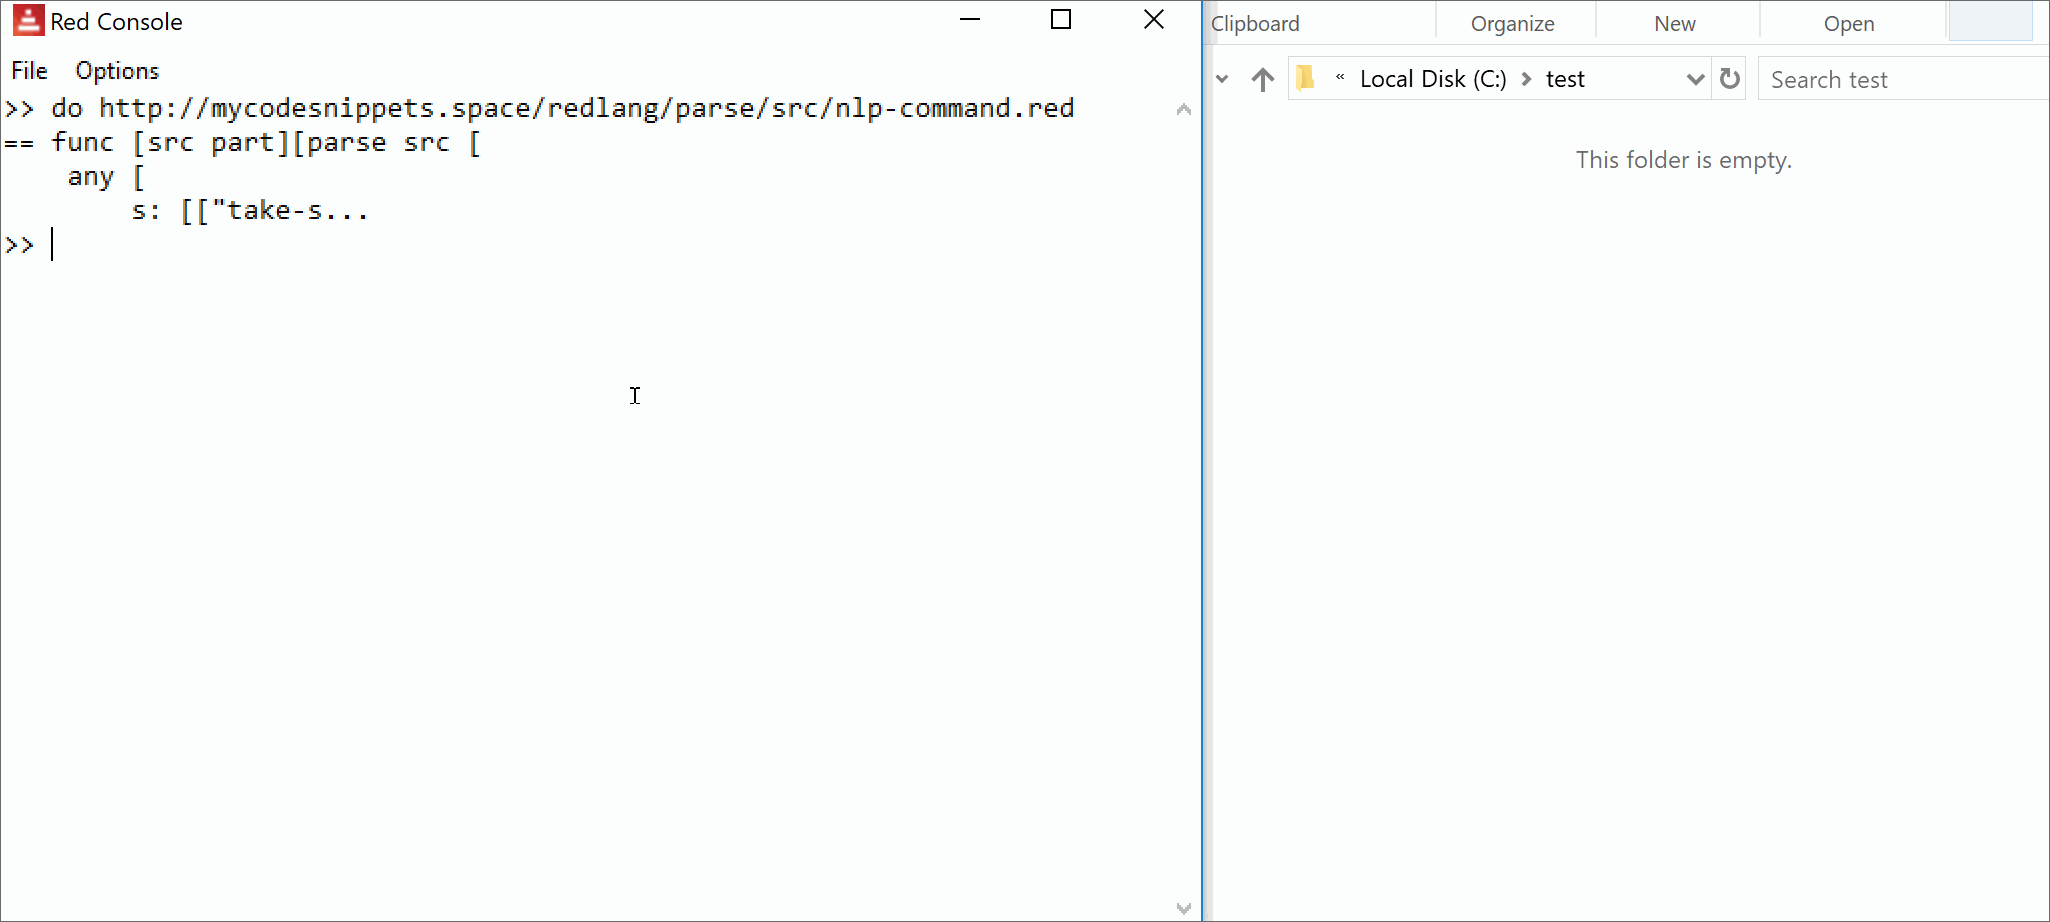 Red Console
File Options
>> do http://mycodesnippets.space/redlang/parse/src/nlp-command.red
== func [src part][parse src [
any [
s: [["take-s...
>>
Clipboard Organize New Open
« Local Disk (C:) > test
Search test
This folder is empty.